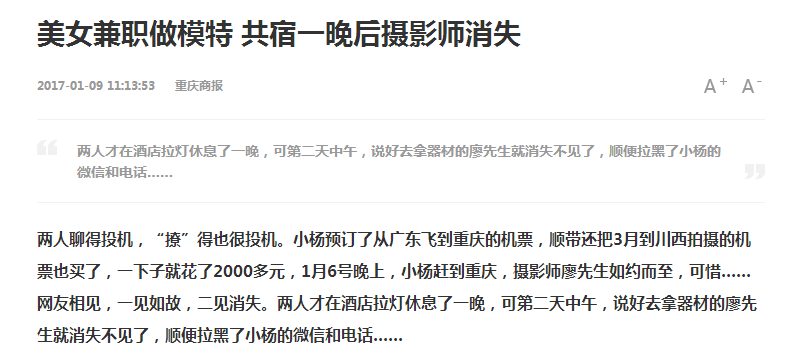 美女兼职做模特 共宿一晚后摄影师消失
2017-01-09 11:13:53 重庆商报 A+ A-
两人才在酒店拉灯休息了一晚，可第二天中午，说好去拿器材的廖先生就消失不见了，顺便拉黑了小杨的
微信和电话……
两人聊得投机，“撩”得也很投机。小杨预订了从广东飞到重庆的机票，顺带还把3月到川西拍摄的机
票也买了，一下子就花了2000多元，1月6号晚上，小杨赶到重庆，摄影师廖先生如约而至，可惜……
网友相见，一见如故，二见消失。两人才在酒店拉灯休息了一晚，可第二天中午，说好去拿器材的廖先
生就消失不见了，顺便拉黑了小杨的微信和电话……